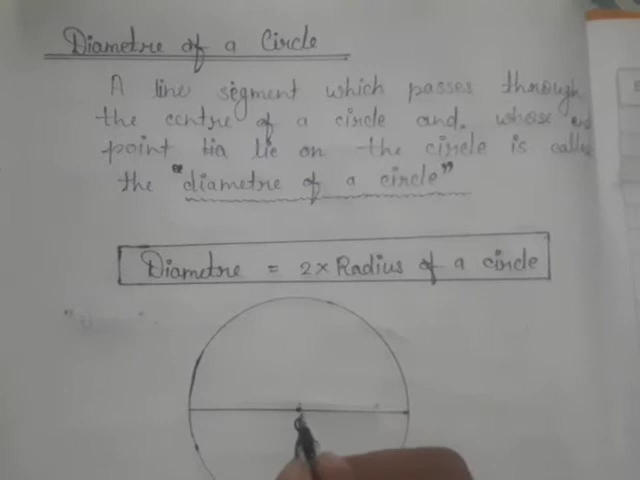 Diametre of a Circle
A line segment which passes through
the centre of a circle and. whose end
point lie on the circle is called
the "diametre of a circle"
Diametre = 2 x Radius of a circle